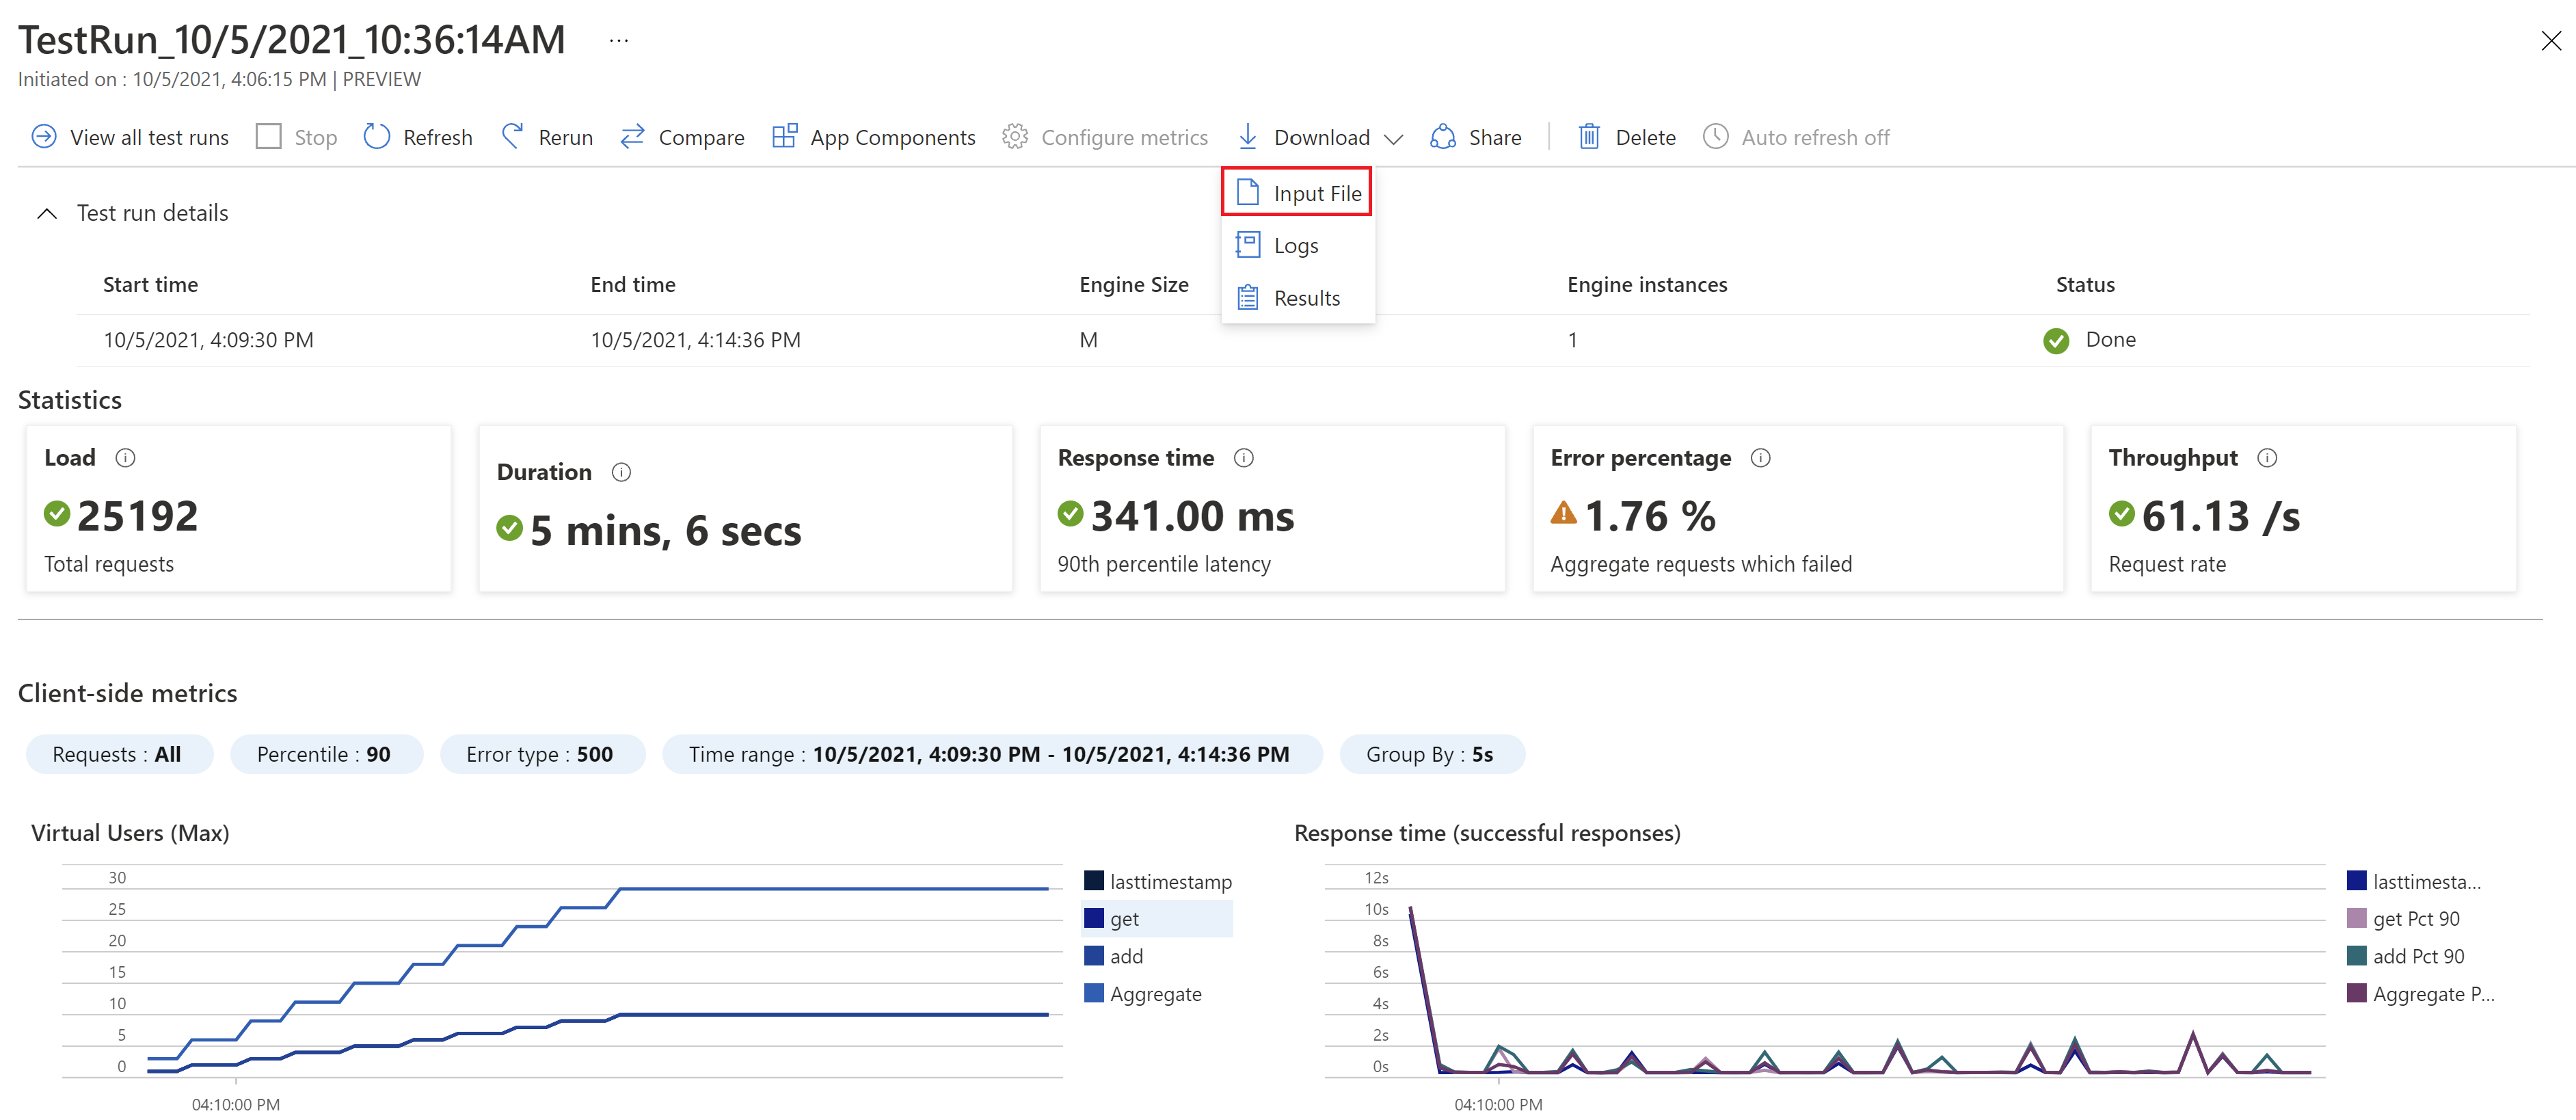 TestRun_10/5/2021_10:36:14AM ...
Initiated on : 10/5/2021, 4:06:15 PM | PREVIEW
View all test runs Stop Refresh Rerun Compare App Components Configure metrics Download Share Delete Auto refresh off
Input File
Logs
Results
Test run details
Start time End time Engine Size Engine instances Status
10/5/2021, 4:09:30 PM 10/5/2021, 4:14:36 PM M 1 Done
Statistics
Load
25192
Total requests
Duration
5 mins, 6 secs
Response time
341.00 ms
90th percentile latency
Error percentage
1.76 %
Aggregate requests which failed
Throughput
61.13 /s
Request rate
Client-side metrics
Requests : All Percentile : 90 Error type : 500 Time range : 10/5/2021, 4:09:30 PM - 10/5/2021, 4:14:36 PM Group By : 5s
Virtual Users (Max)
30
25
20
15
10
5
0
04:10:00 PM
lasttimestamp
get
add
Aggregate
Response time (successful responses)
12s
10s
8s
6s
4s
2s
0s
04:10:00 PM
lasttimesta...
get Pct 90
add Pct 90
Aggregate P...